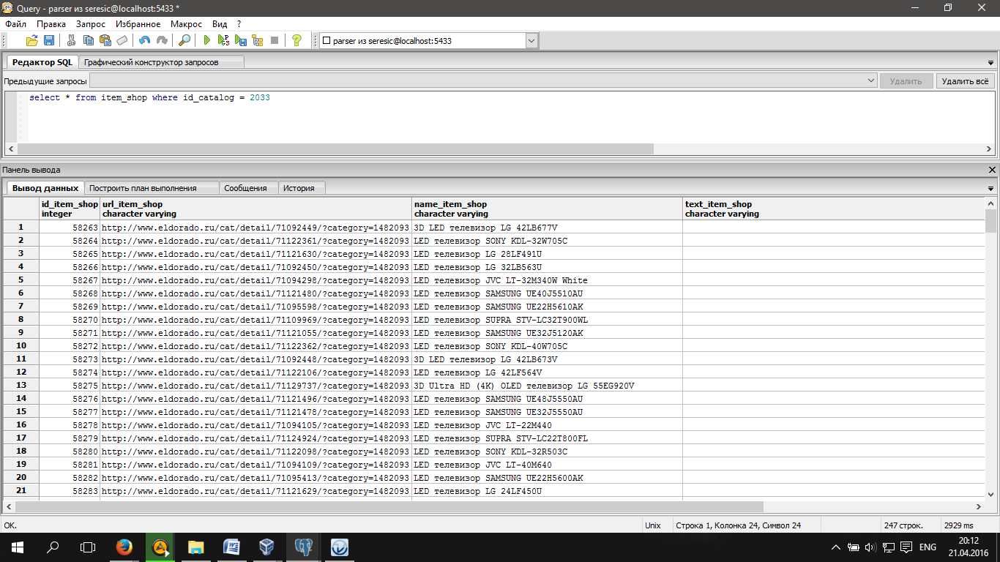 Query - parser из seresic@localhost:5433 *
Файл Правка Запрос Избранное Макрос Вид ?
parser из seresic@localhost:5433
Редактор SQL Графический конструктор запросов
Предыдущие запросы Удалить Удалить всё
select * from item_shop where id_catalog = 2033
Панель вывода
Вывод данных Построить план выполнения Сообщения История
id_item_shop url_item_shop name_item_shop text_item_shop
integer character varying character varying character varying
1 58263 http://www.eldorado.ru/cat/detail/71092449/?category=1482093 3D LED телевизор LG 42LB677V
2 58264 http://www.eldorado.ru/cat/detail/71122361/?category=1482093 LED телевизор SONY KDL-32W705C
3 58265 http://www.eldorado.ru/cat/detail/71121630/?category=1482093 LED телевизор LG 28LF491U
4 58266 http://www.eldorado.ru/cat/detail/71092450/?category=1482093 LED телевизор LG 32LB563U
5 58267 http://www.eldorado.ru/cat/detail/71094298/?category=1482093 LED телевизор JVC LT-32M340W White
6 58268 http://www.eldorado.ru/cat/detail/71121480/?category=1482093 LED телевизор SAMSUNG UE40J5510AU
7 58269 http://www.eldorado.ru/cat/detail/71095598/?category=1482093 LED телевизор SAMSUNG UE22H5610AK
8 58270 http://www.eldorado.ru/cat/detail/71109969/?category=1482093 LED телевизор SUPRA STV-LC32T900WL
9 58271 http://www.eldorado.ru/cat/detail/71121055/?category=1482093 LED телевизор SAMSUNG UE32J5120AK
10 58272 http://www.eldorado.ru/cat/detail/71122362/?category=1482093 LED телевизор SONY KDL-40W705C
11 58273 http://www.eldorado.ru/cat/detail/71092448/?category=1482093 3D LED телевизор LG 42LB673V
12 58274 http://www.eldorado.ru/cat/detail/71122106/?category=1482093 LED телевизор LG 42LF564V
13 58275 http://www.eldorado.ru/cat/detail/71129737/?category=1482093 3D Ultra HD (4K) OLED телевизор LG 55EG920V
14 58276 http://www.eldorado.ru/cat/detail/71121496/?category=1482093 LED телевизор SAMSUNG UE48J5550AU
15 58277 http://www.eldorado.ru/cat/detail/71121478/?category=1482093 LED телевизор SAMSUNG UE32J5550AU
16 58278 http://www.eldorado.ru/cat/detail/71094105/?category=1482093 LED телевизор JVC LT-22M440
17 58279 http://www.eldorado.ru/cat/detail/71124924/?category=1482093 LED телевизор SUPRA STV-LC22T800FL
18 58280 http://www.eldorado.ru/cat/detail/71122098/?category=1482093 LED телевизор SONY KDL-32R503C
19 58281 http://www.eldorado.ru/cat/detail/71094109/?category=1482093 LED телевизор JVC LT-40M640
20 58282 http://www.eldorado.ru/cat/detail/71095413/?category=1482093 LED телевизор SAMSUNG UE22H5600AK
21 58283 http://www.eldorado.ru/cat/detail/71121629/?category=1482093 LED телевизор LG 24LF450U
OK. Unix Строка 1, Колонка 24, Символ 24 247 строк. 2929 ms
ENG 20:12
21.04.2016